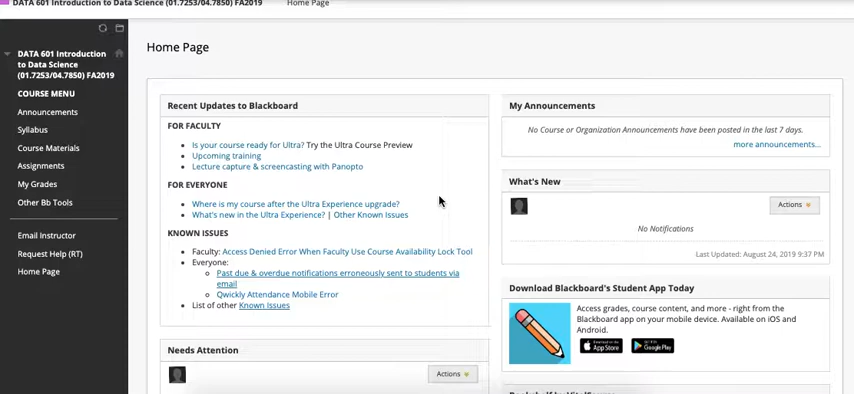 DATA 601 Introduction to Data Science (01.7253/04.7850) FA2019
Home Page
DATA 601 Introduction
to Data Science
(01.7253/04.7850) FA2019
COURSE MENU
Announcements
Syllabus
Course Materials
Assignments
My Grades
Other Bb Tools
Email Instructor
Request Help (RT)
Home Page
Home Page
Recent Updates to Blackboard
FOR FACULTY
Is your course ready for Ultra? Try the Ultra Course Preview
Upcoming training
Lecture capture & screencasting with Panopto
FOR EVERYONE
Where is my course after the Ultra Experience upgrade?
What's new in the Ultra Experience? | Other Known Issues
KNOWN ISSUES
Faculty: Access Denied Error When Faculty Use Course Availability Lock Tool
Everyone:
Past due & overdue notifications erroneously sent to students via
email
Qwickly Attendance Mobile Error
List of other Known Issues
Needs Attention
Actions
My Announcements
No Course or Organization Announcements have been posted in the last 7 days.
more announcements...
What's New
Actions
No Notifications
Last Updated: August 24, 2019 9:37 PM
Download Blackboard's Student App Today
Access grades, course content, and more - right from the
Blackboard app on your mobile device. Available on iOS and
Android.
App Store
Google Play